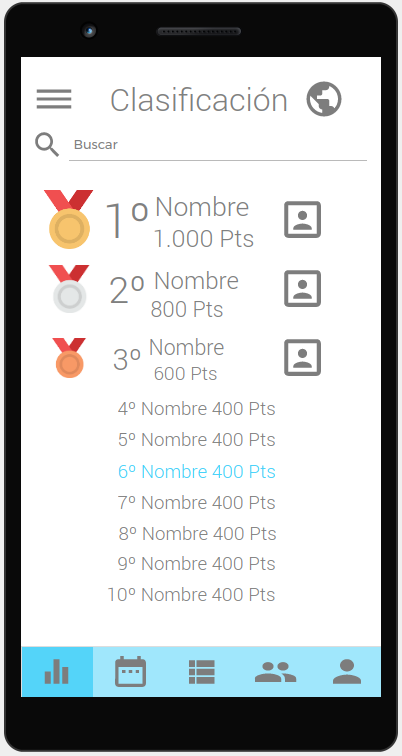 Clasificación
Buscar
1º Nombre
1.000 Pts
2º Nombre
800 Pts
3º Nombre
600 Pts
4º Nombre 400 Pts
5º Nombre 400 Pts
6º Nombre 400 Pts
7º Nombre 400 Pts
8º Nombre 400 Pts
9º Nombre 400 Pts
10º Nombre 400 Pts